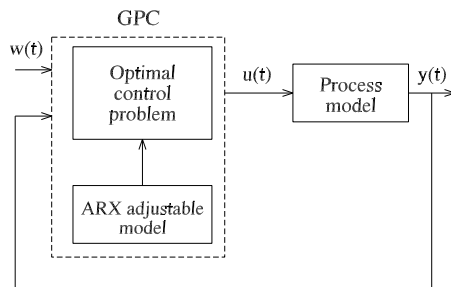 GPC
w(t)
Optimal
control
problem
u(t)
Process
model
y(t)
ARX adjustable
model